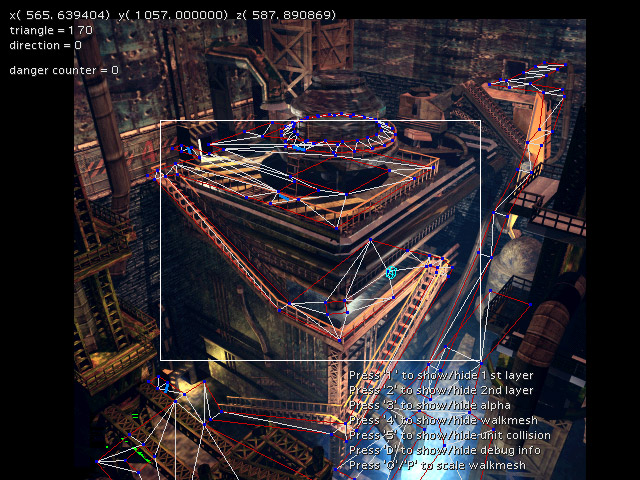 x( 565.639404)  y( 1057.000000)  z( 587.890869)
triangle = 170
direction = 0
danger counter = 0
Press '1' to show/hide 1st layer
Press '2' to show/hide 2nd layer
Press '3' to show/hide alpha
Press '4' to show/hide walkmesh
Press '5' to show/hide unit collision
Press 'D' to show/hide debug info
Press 'O'/'P' to scale walkmesh